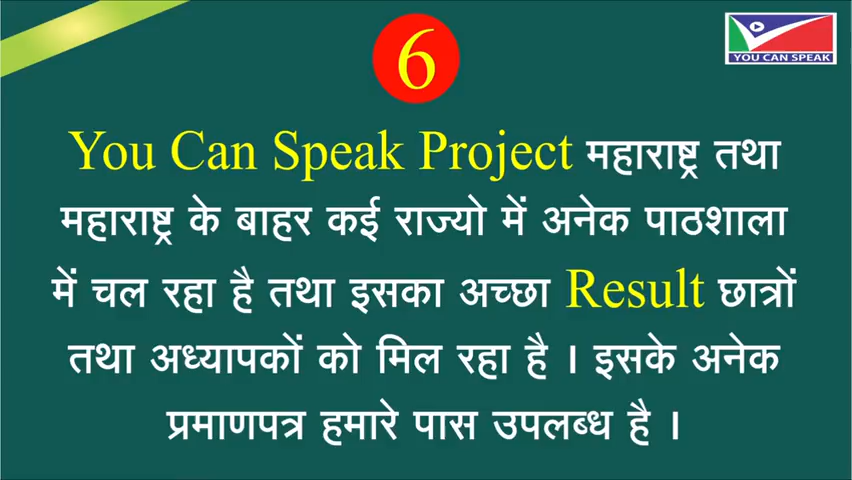 6
YOU CAN SPEAK
You Can Speak Project महाराष्ट्र तथा
महाराष्ट्र के बाहर कई राज्यो में अनेक पाठशाला
में चल रहा है तथा इसका अच्छा Result छात्रों
तथा अध्यापकों को मिल रहा है । इसके अनेक
प्रमाणपत्र हमारे पास उपलब्ध है ।